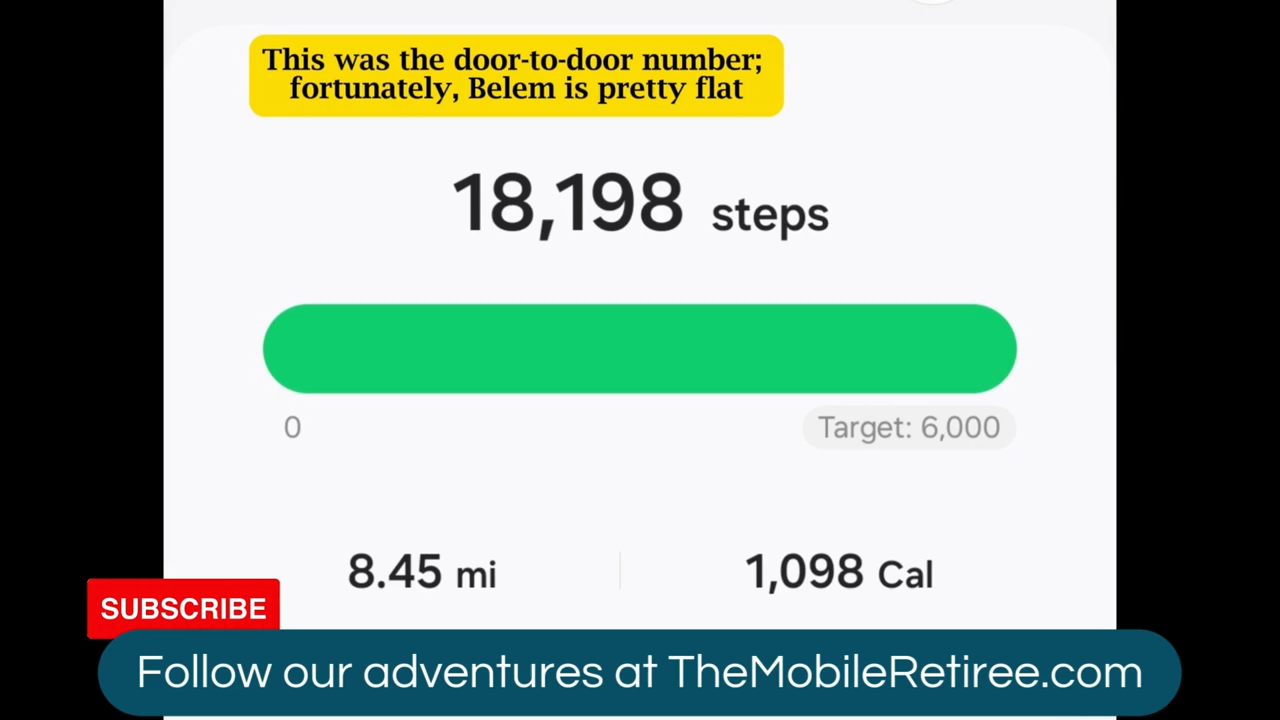 This was the door-to-door number;
fortunately, Belem is pretty flat
18,198 steps
0
Target: 6,000
8.45 mi
1,098 Cal
SUBSCRIBE
Follow our adventures at TheMobileRetiree.com